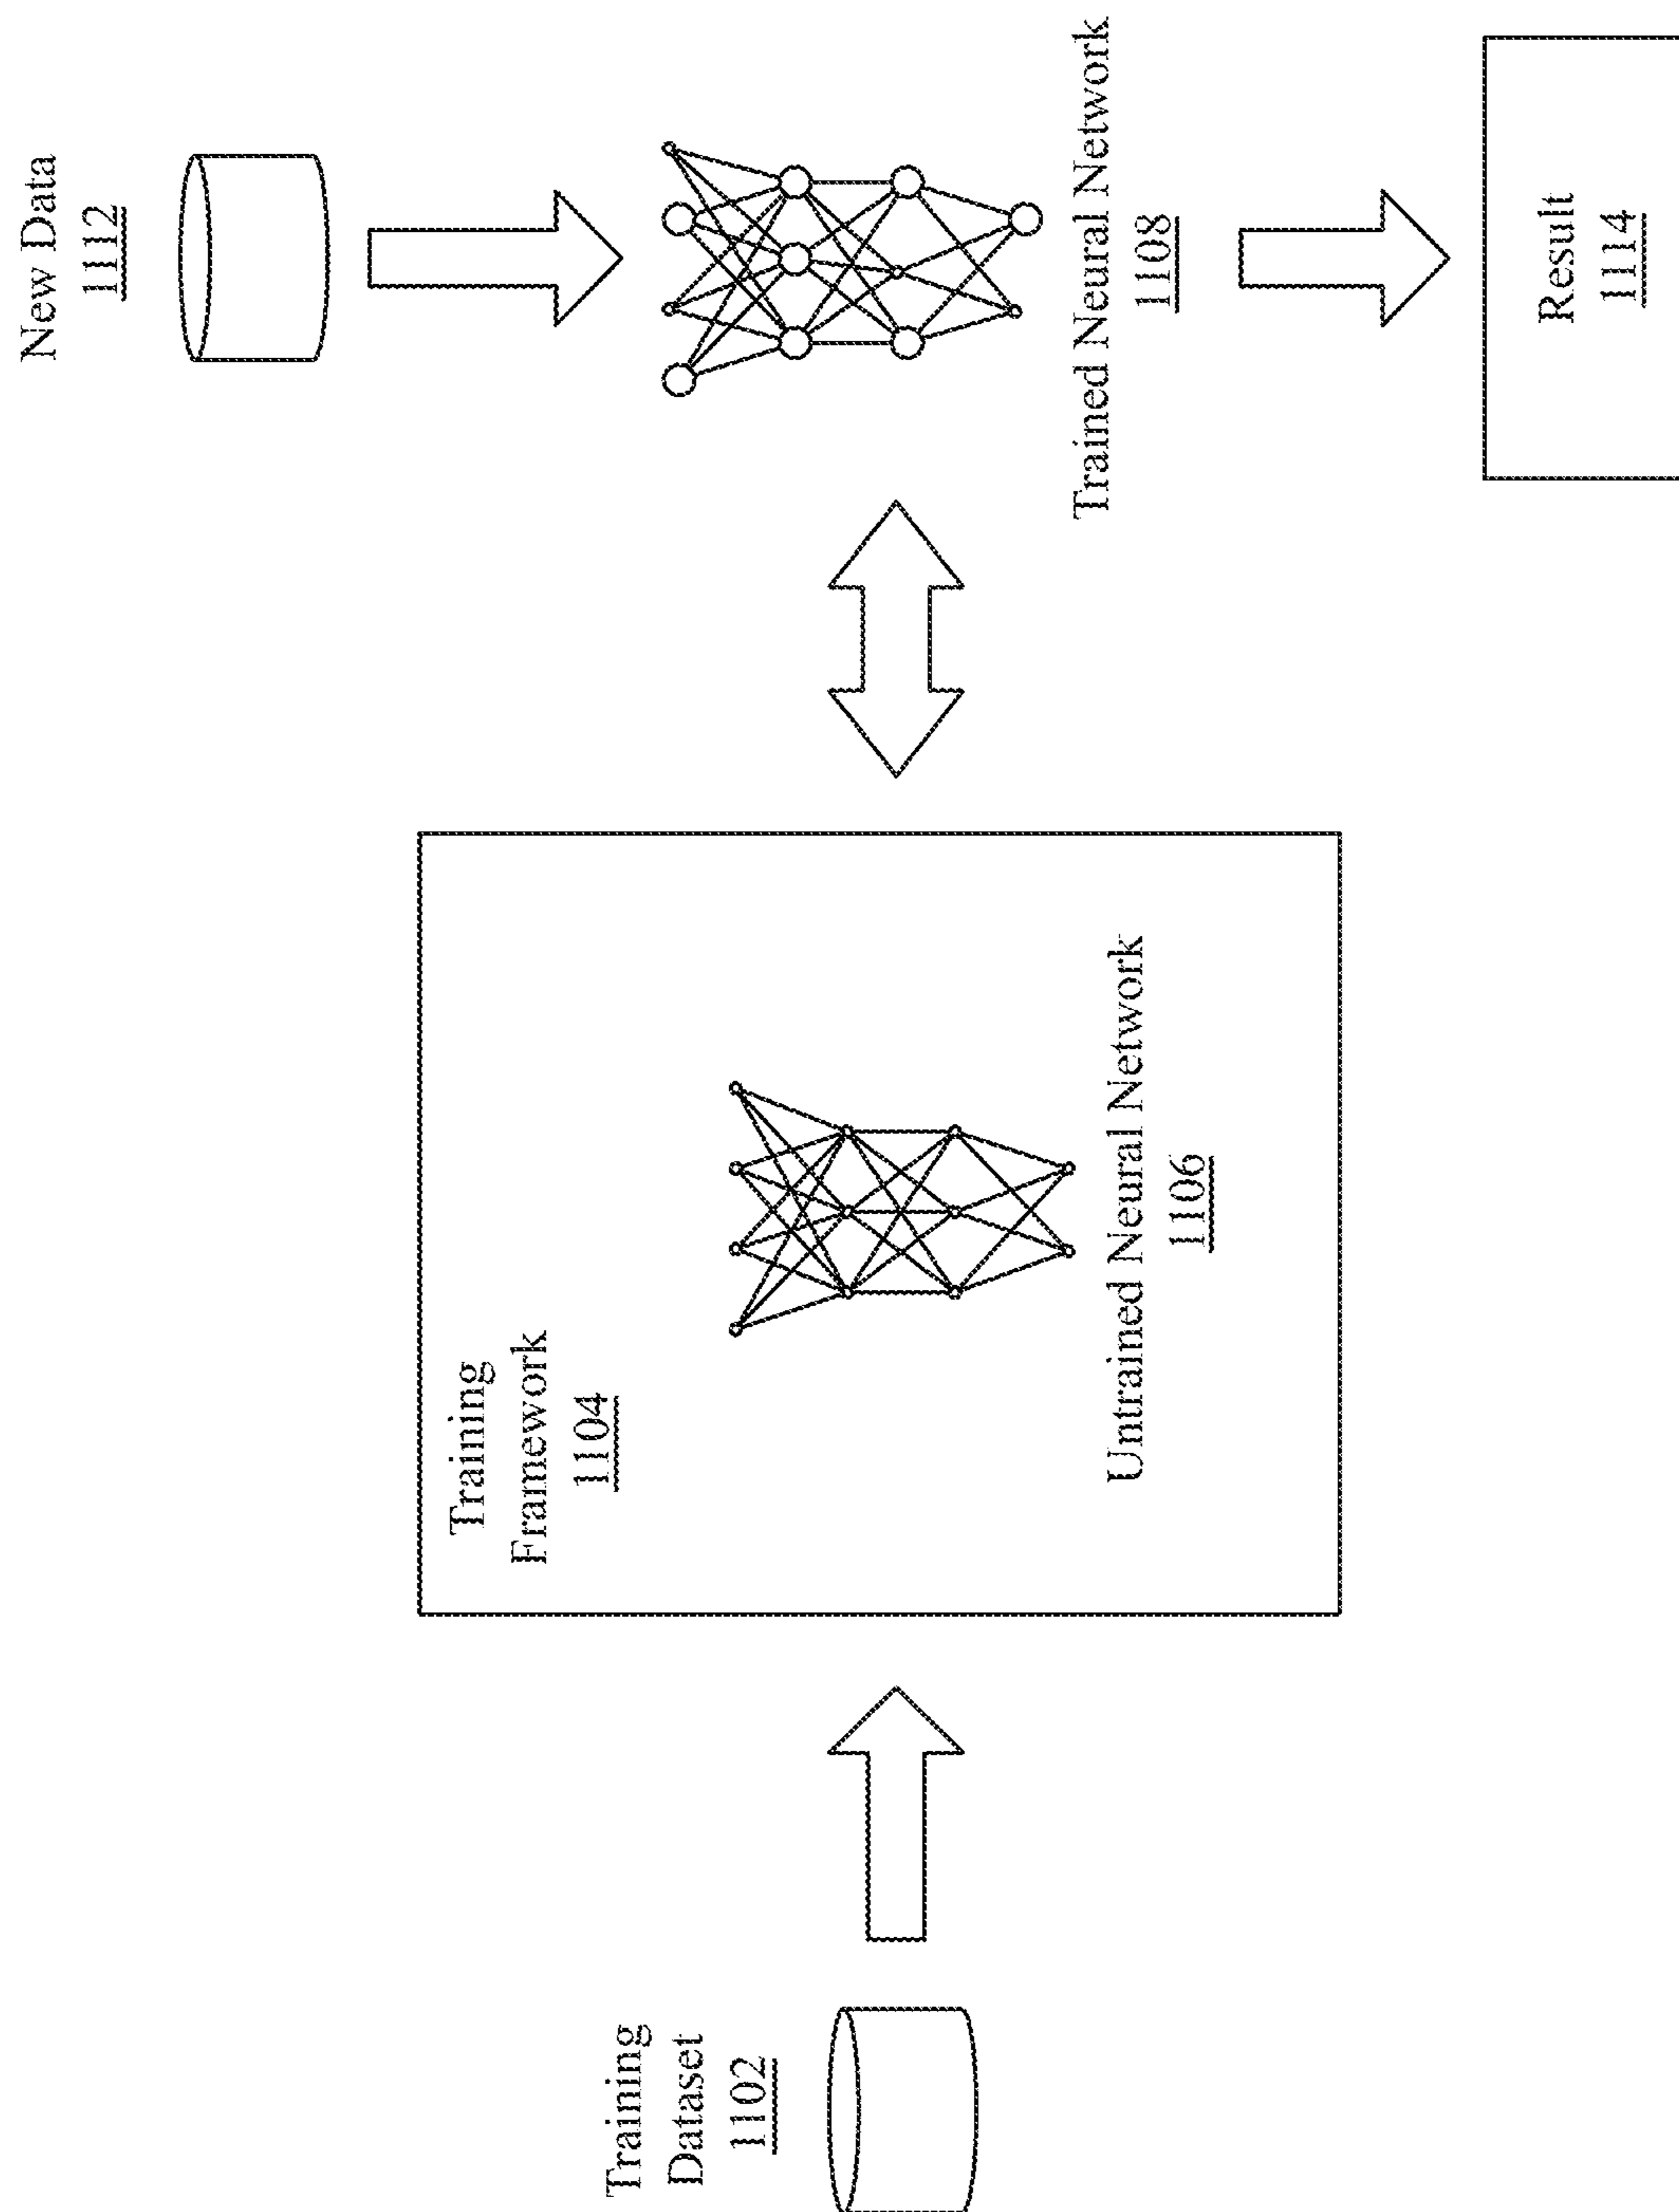 Training
Dataset
1102
Training
Framework
1104
Untrained Neural Network
1106
New Data
1112
Trained Neural Network
1108
Result
1114